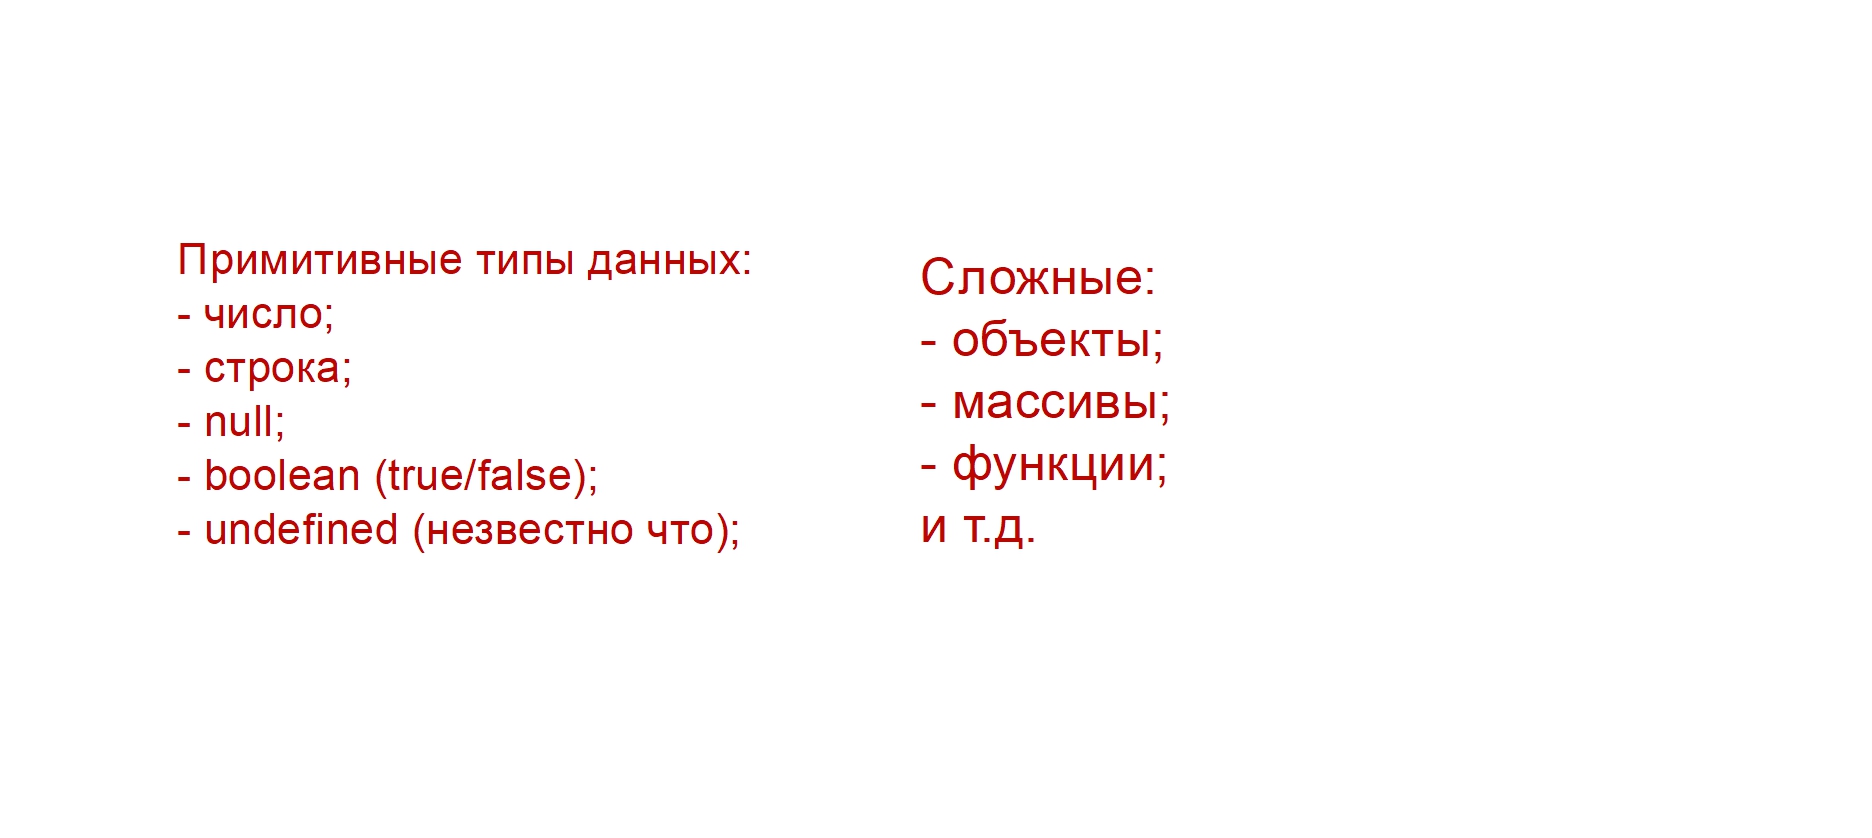 Примитивные типы данных:
- число;
- строка;
- null;
- boolean (true/false);
- undefined (незвестно что);
Сложные:
- объекты;
- массивы;
- функции;
и т.д.